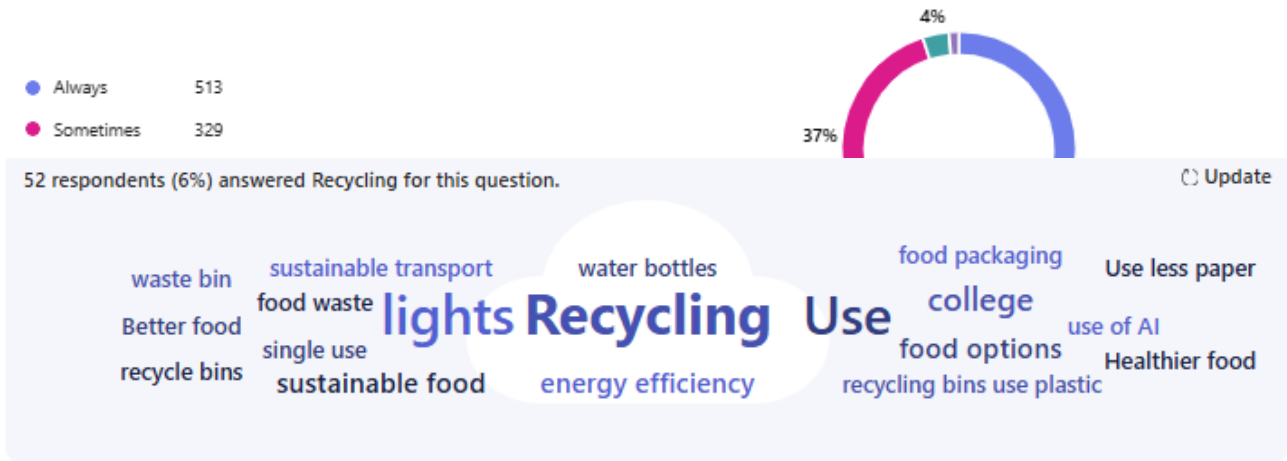 4%
Always 513
Sometimes 329
37%
52 respondents (6%) answered Recycling for this question.
Update
waste bin
sustainable transport
water bottles
food packaging
Use less paper
food waste
lights
Recycling
Use
college
Better food
use of AI
single use
food options
Healthier food
recycle bins
sustainable food
energy efficiency
recycling bins use plastic